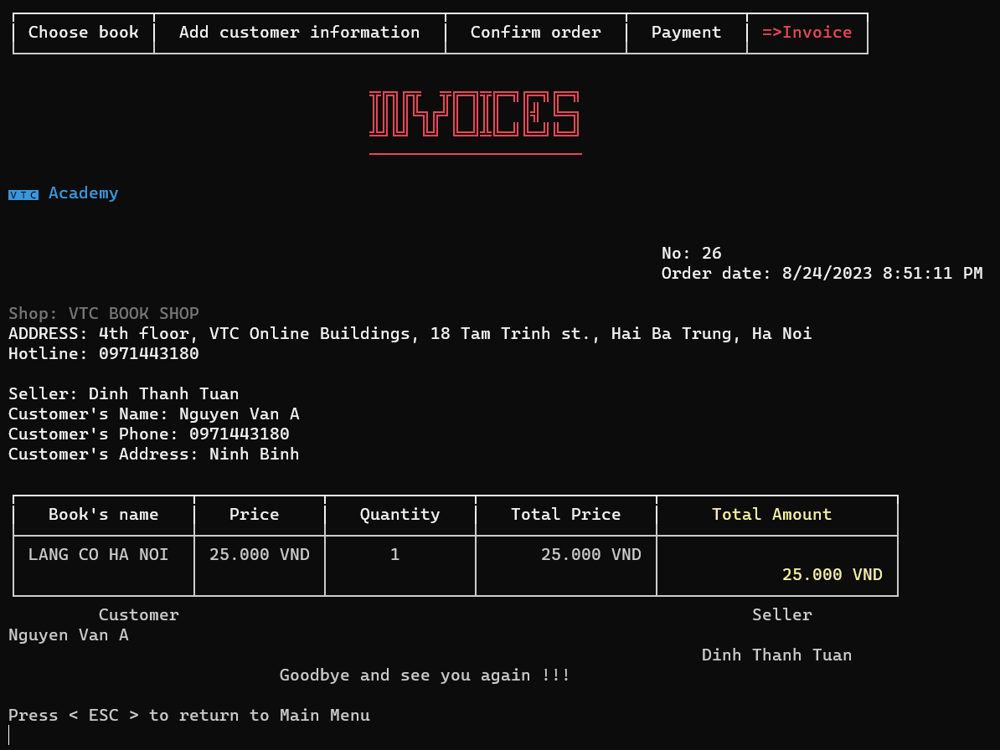 Choose book Add customer information Confirm order Payment =>Invoice
INVOICES
VTC Academy
No: 26
Order date: 8/24/2023 8:51:11 PM
Shop: VTC BOOK SHOP
ADDRESS: 4th floor, VTC Online Buildings, 18 Tam Trinh st., Hai Ba Trung, Ha Noi
Hotline: 0971443180
Seller: Dinh Thanh Tuan
Customer's Name: Nguyen Van A
Customer's Phone: 0971443180
Customer's Address: Ninh Binh
Book's name Price Quantity Total Price Total Amount
LANG CO HA NOI 25.000 VND 1 25.000 VND
25.000 VND
Customer Seller
Nguyen Van A
Dinh Thanh Tuan
Goodbye and see you again !!!
Press < ESC > to return to Main Menu